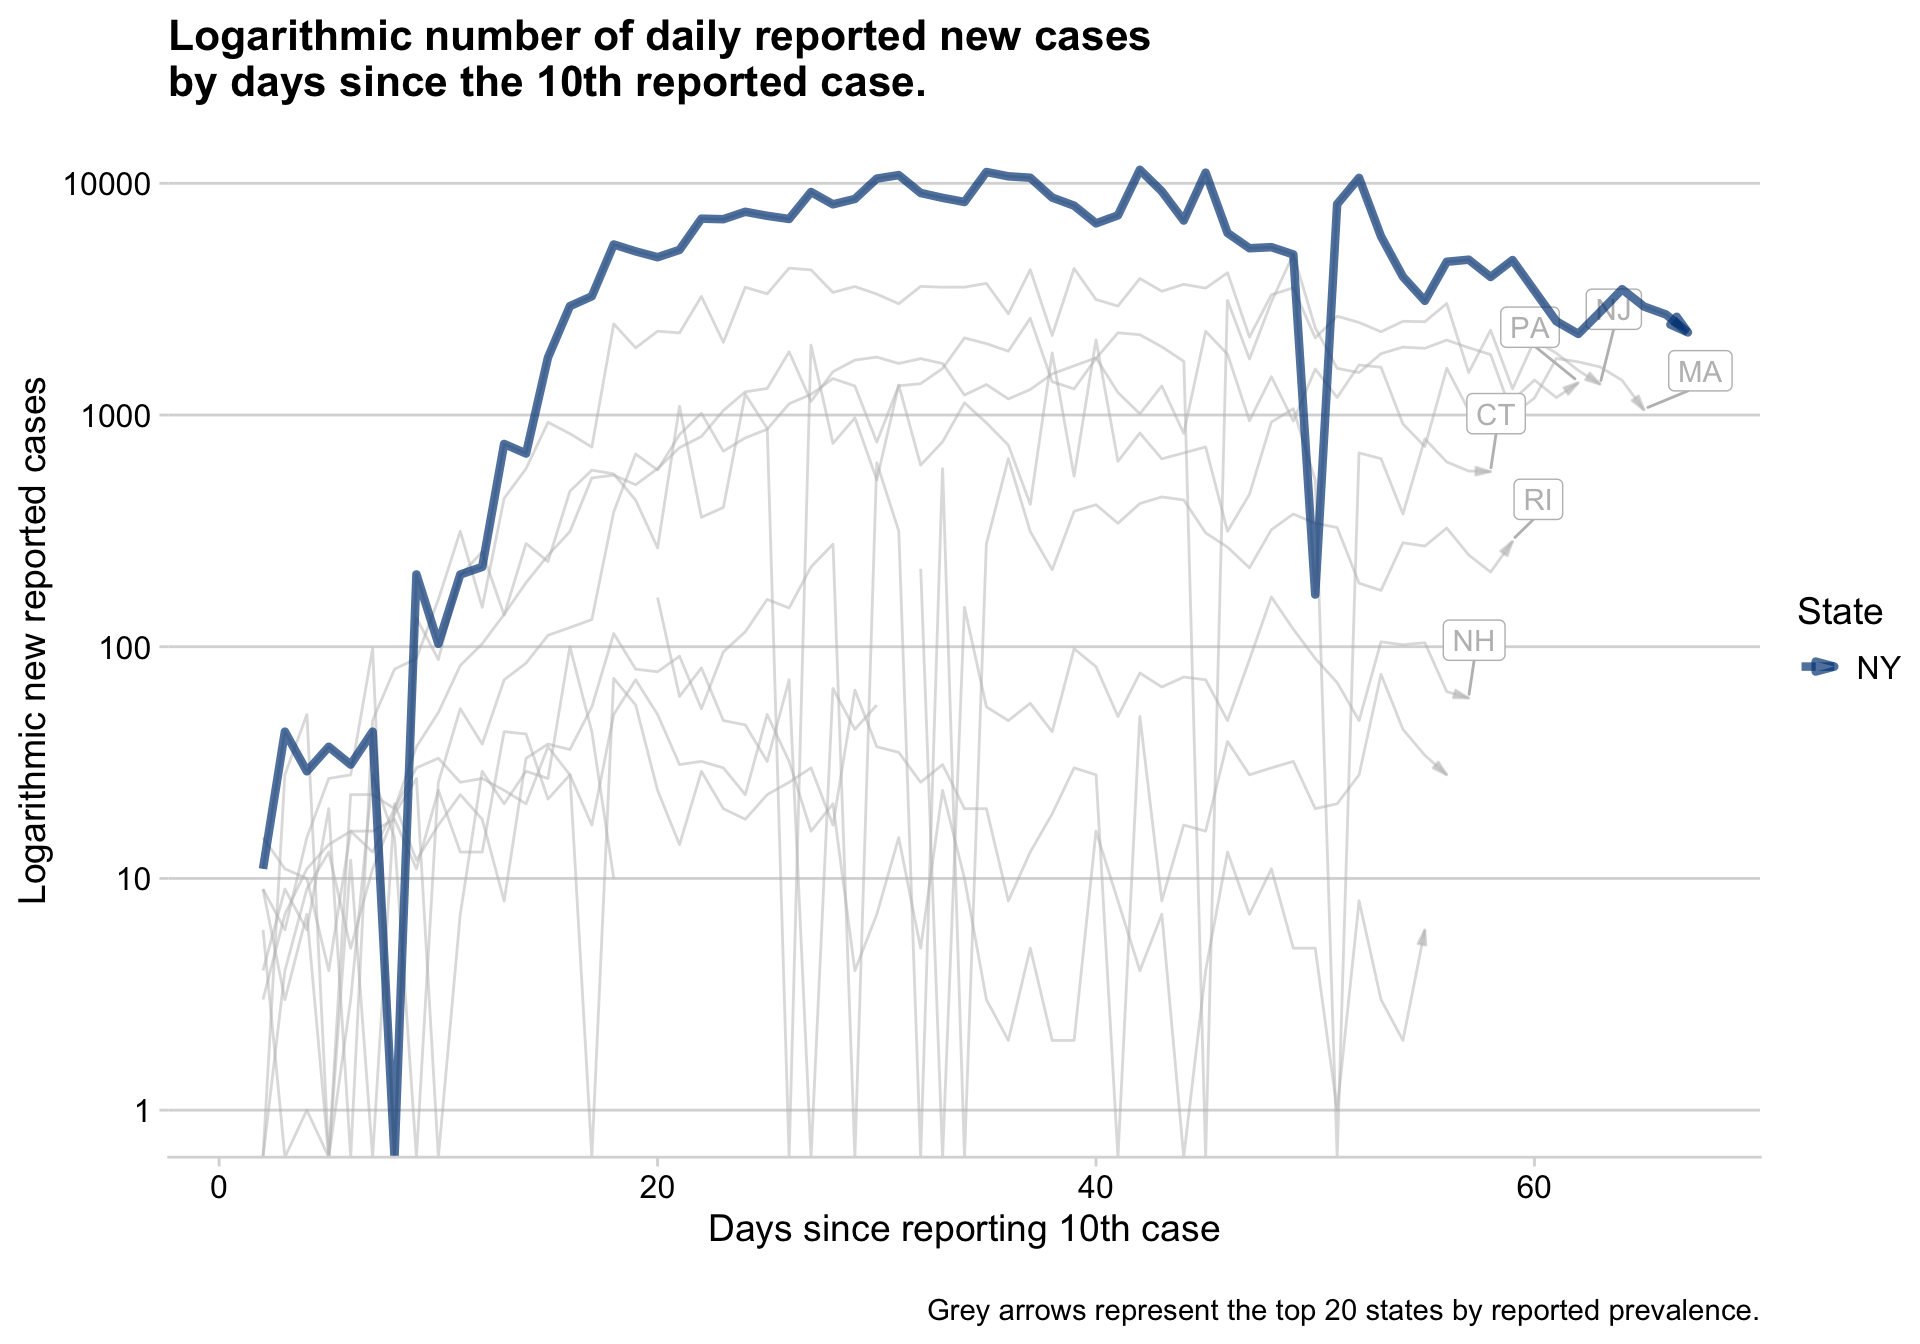 Logarithmic number of daily reported new cases
by days since the 10th reported case.
Logarithmic new reported cases
10000
1000
100
10
1
NJ
PA
MA
CT
RI
NH
State
NY
0
20
40
60
Days since reporting 10th case
Grey arrows represent the top 20 states by reported prevalence.